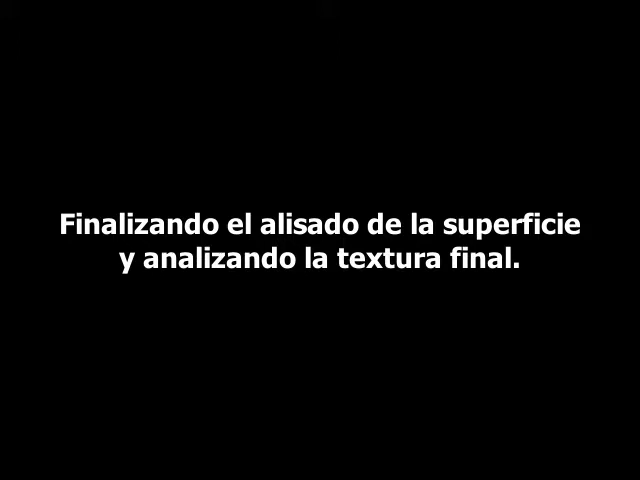 Finalizando el alisado de la superficie
y analizando la textura final.